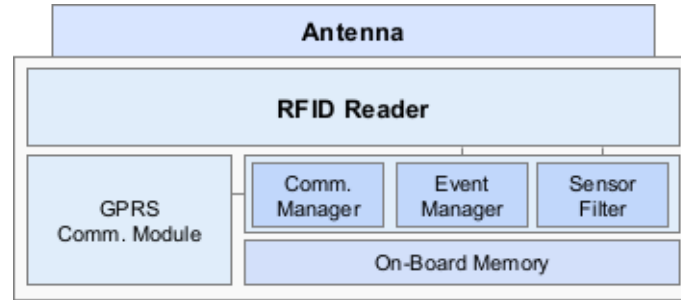 Antenna
RFID Reader
GPRS
Comm. Module
Comm.
Manager
Event
Manager
Sensor
Filter
On-Board Memory